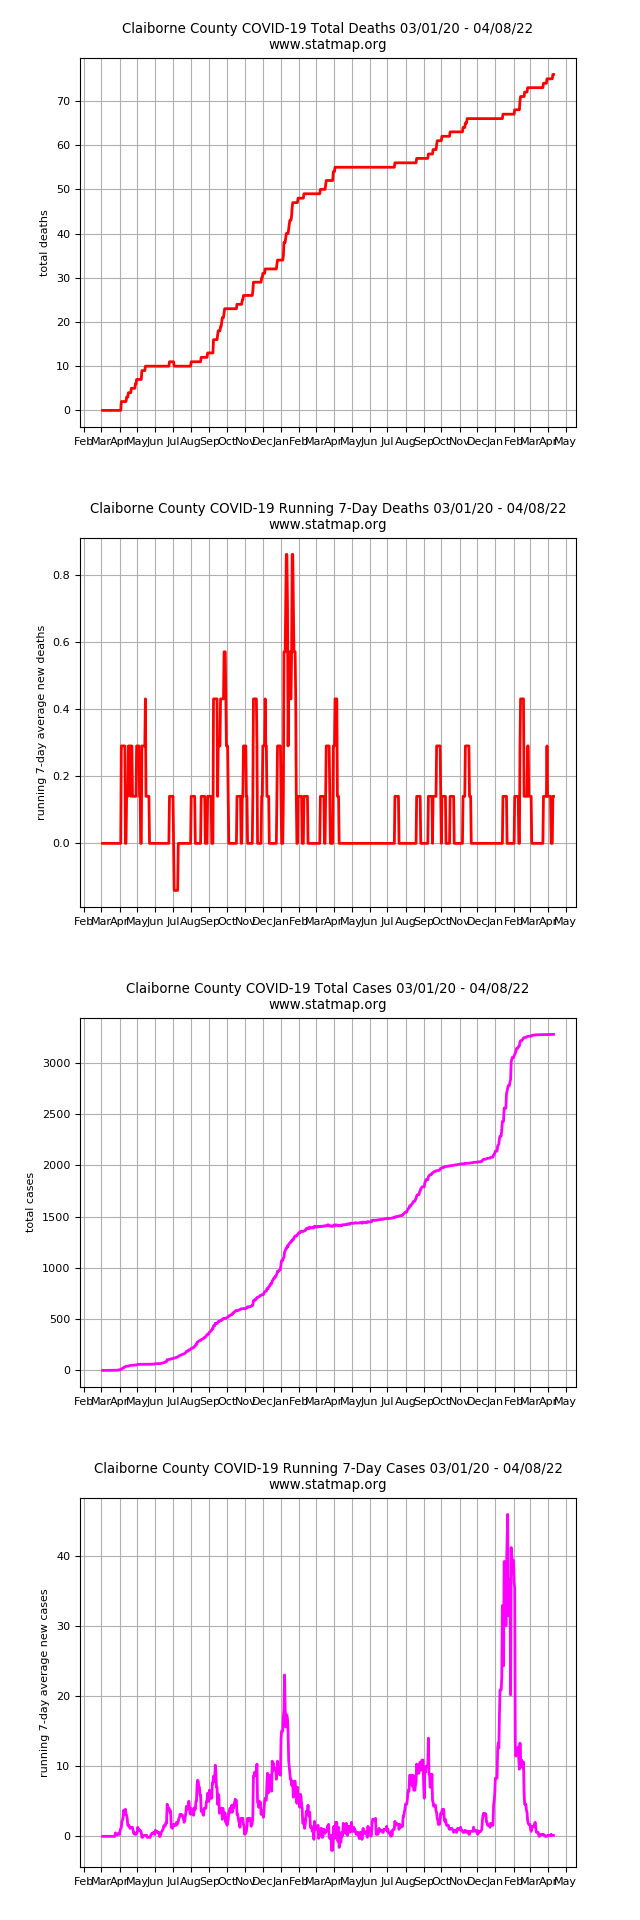 Claiborne County COVID-19 Total Deaths 03/01/20 - 04/08/22
www.statmap.org
70
60
50
40
30
20
10
0
total deaths
Feb Mar Apr May Jun Jul Aug Sep Oct Nov Dec Jan Feb Mar Apr May Jun Jul Aug Sep Oct Nov Dec Jan Feb Mar Apr May
Claiborne County COVID-19 Running 7-Day Deaths 03/01/20 - 04/08/22
www.statmap.org
0.8
0.6
0.4
0.2
0.0
running 7-day average new deaths
Feb Mar Apr May Jun Jul Aug Sep Oct Nov Dec Jan Feb Mar Apr May Jun Jul Aug Sep Oct Nov Dec Jan Feb Mar Apr May
Claiborne County COVID-19 Total Cases 03/01/20 - 04/08/22
www.statmap.org
3000
2500
2000
1500
1000
500
0
total cases
Feb Mar Apr May Jun Jul Aug Sep Oct Nov Dec Jan Feb Mar Apr May Jun Jul Aug Sep Oct Nov Dec Jan Feb Mar Apr May
Claiborne County COVID-19 Running 7-Day Cases 03/01/20 - 04/08/22
www.statmap.org
40
30
20
10
0
running 7-day average new cases
Feb Mar Apr May Jun Jul Aug Sep Oct Nov Dec Jan Feb Mar Apr May Jun Jul Aug Sep Oct Nov Dec Jan Feb Mar Apr May